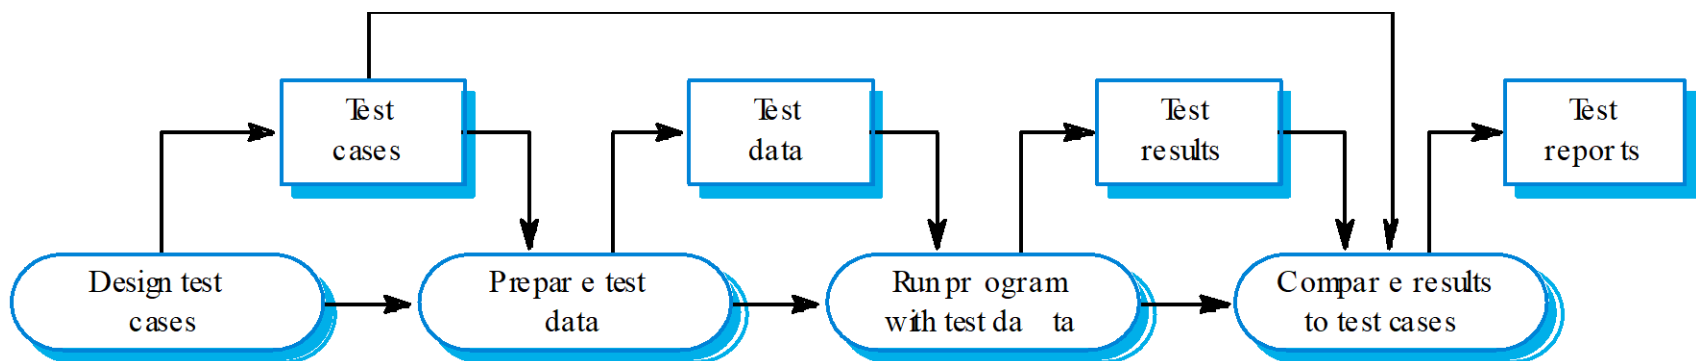 Test
cases
Test
data
Test
results
Test
reports
Design test
cases
Prepare test
data
Run program
with test data
Compare results
to test cases